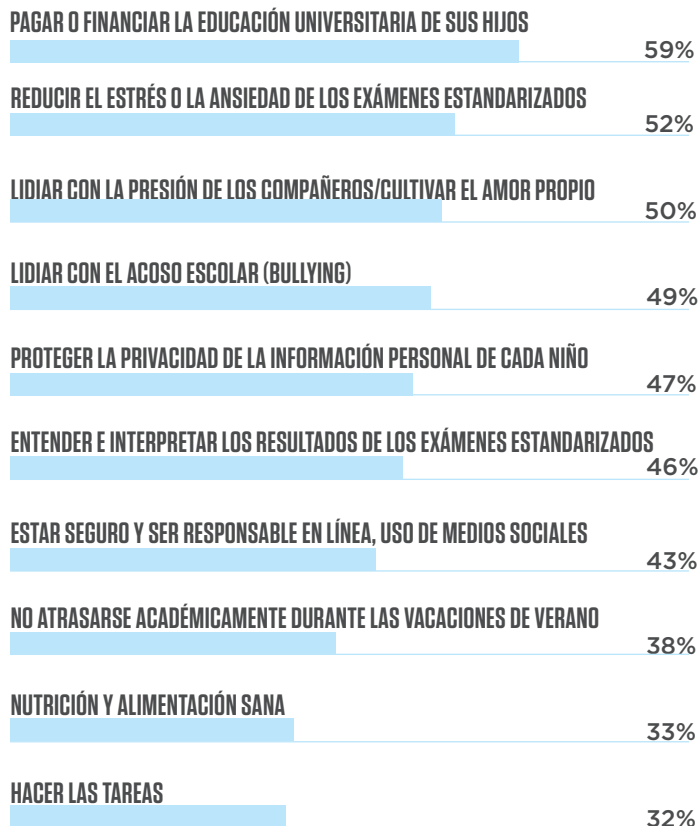 PAGAR O FINANCIAR LA EDUCACIÓN UNIVERSITARIA DE SUS HIJOS
59%
REDUCIR EL ESTRÉS O LA ANSIEDAD DE LOS EXÁMENES ESTANDARIZADOS
52%
LIDIAR CON LA PRESIÓN DE LOS COMPAÑEROS/CULTIVAR EL AMOR PROPIO
50%
LIDIAR CON EL ACOSO ESCOLAR (BULLYING)
49%
PROTEGER LA PRIVACIDAD DE LA INFORMACIÓN PERSONAL DE CADA NIÑO
47%
ENTENDER E INTERPRETAR LOS RESULTADOS DE LOS EXÁMENES ESTANDARIZADOS
46%
ESTAR SEGURO Y SER RESPONSABLE EN LÍNEA, USO DE MEDIOS SOCIALES
43%
NO ATRASARSE ACADÉMICAMENTE DURANTE LAS VACACIONES DE VERANO
38%
NUTRICIÓN Y ALIMENTACIÓN SANA
33%
HACER LAS TAREAS
32%